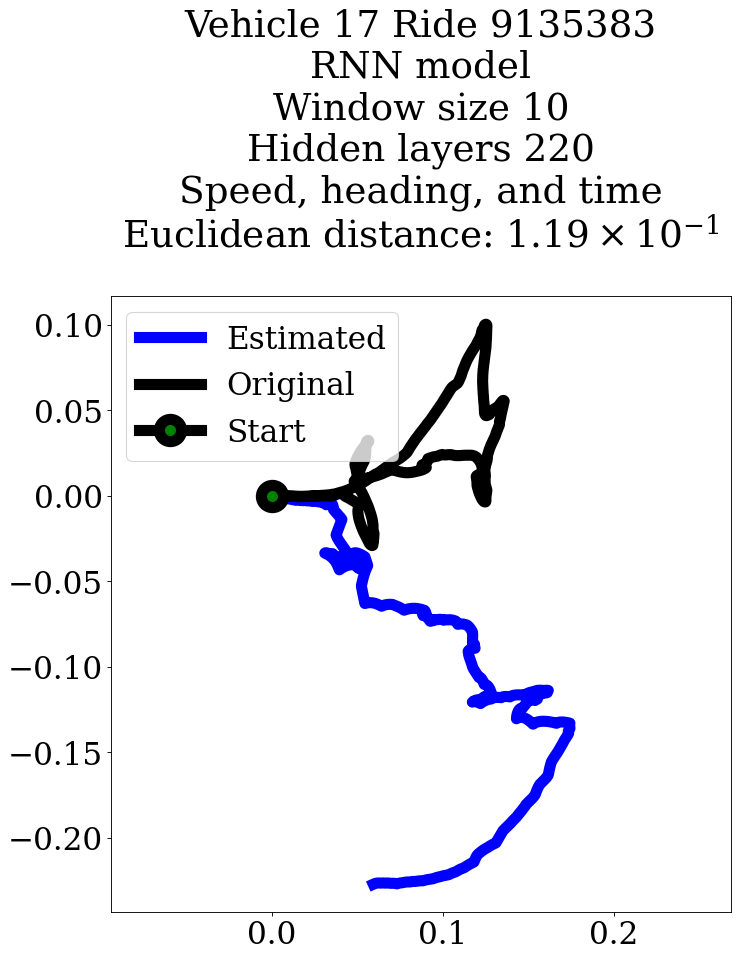 Vehicle 17 Ride 9135383
RNN model
Window size 10
Hidden layers 220
Speed, heading, and time
Euclidean distance: 1.19 × 10⁻¹
Estimated
Original
Start
0.10
0.05
0.00
−0.05
−0.10
−0.15
−0.20
0.0 0.1 0.2